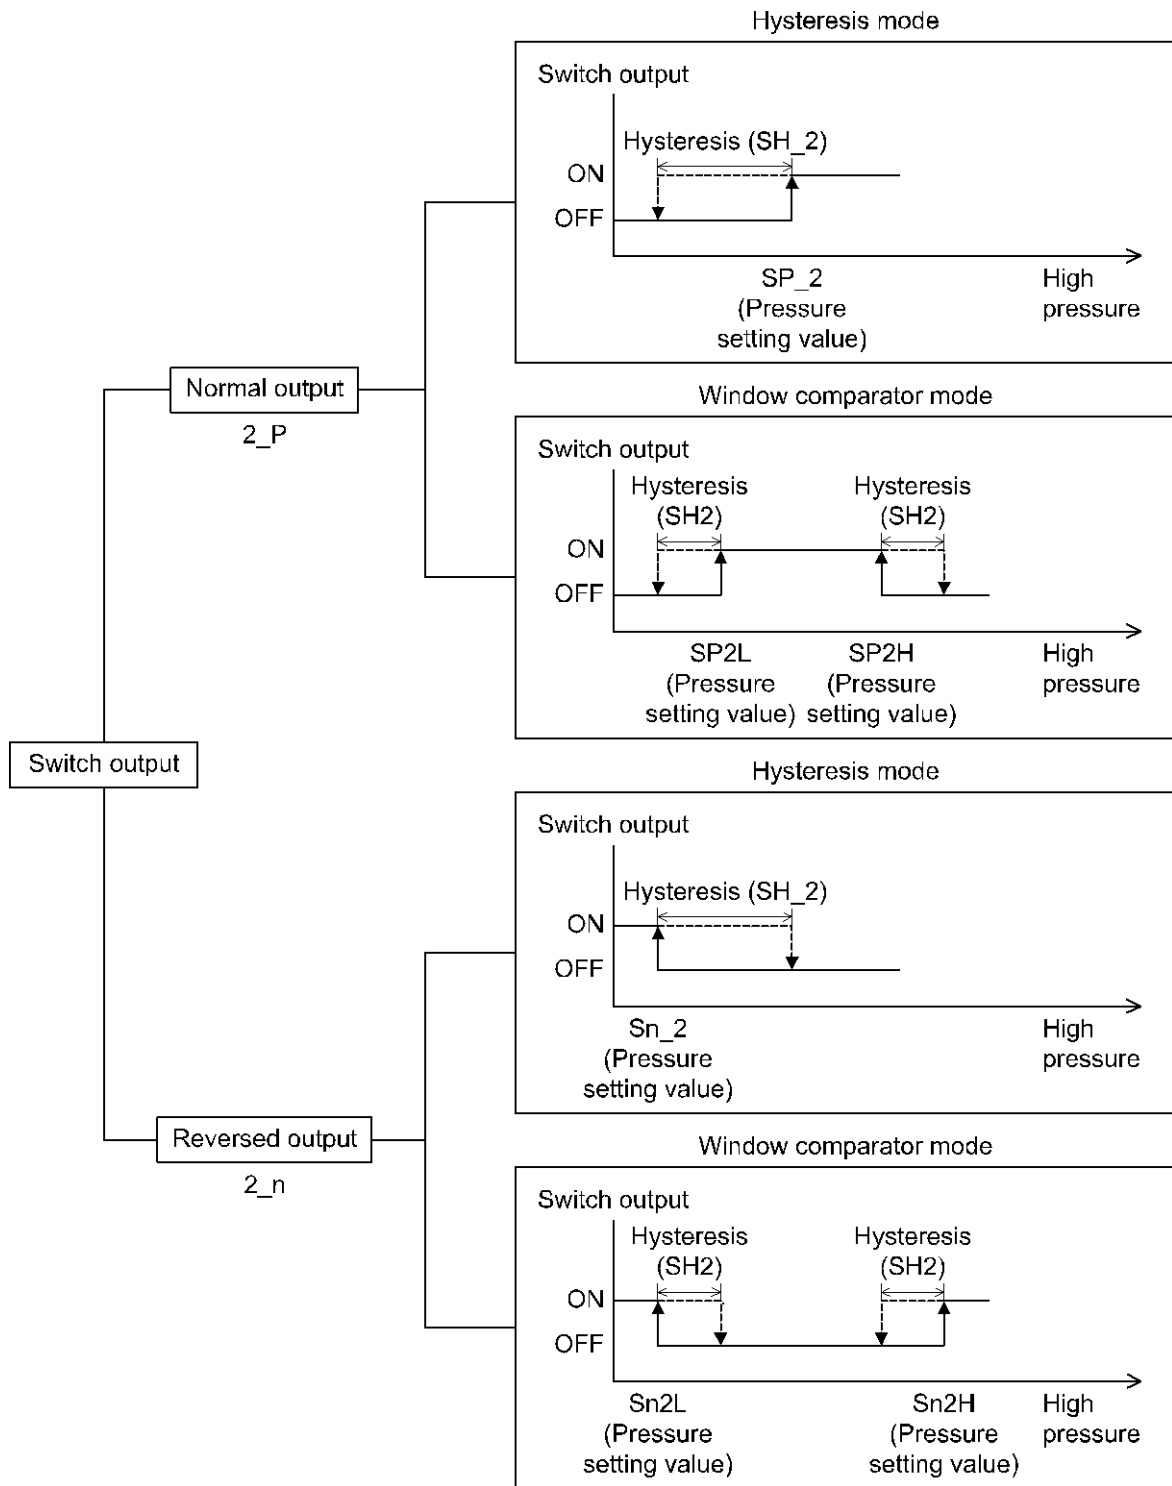 Hysteresis mode
Switch output
Hysteresis (SH_2)
ON
OFF
SP_2
(Pressure
setting value)
High
pressure
Normal output
2_P
Window comparator mode
Switch output
Hysteresis
(SH2)
Hysteresis
(SH2)
ON
OFF
SP2L
(Pressure
setting value)
SP2H
(Pressure
setting value)
High
pressure
Switch output
Hysteresis mode
Switch output
Hysteresis (SH_2)
ON
OFF
Sn_2
(Pressure
setting value)
High
pressure
Reversed output
2_n
Window comparator mode
Switch output
Hysteresis
(SH2)
Hysteresis
(SH2)
ON
OFF
Sn2L
(Pressure
setting value)
Sn2H
(Pressure
setting value)
High
pressure